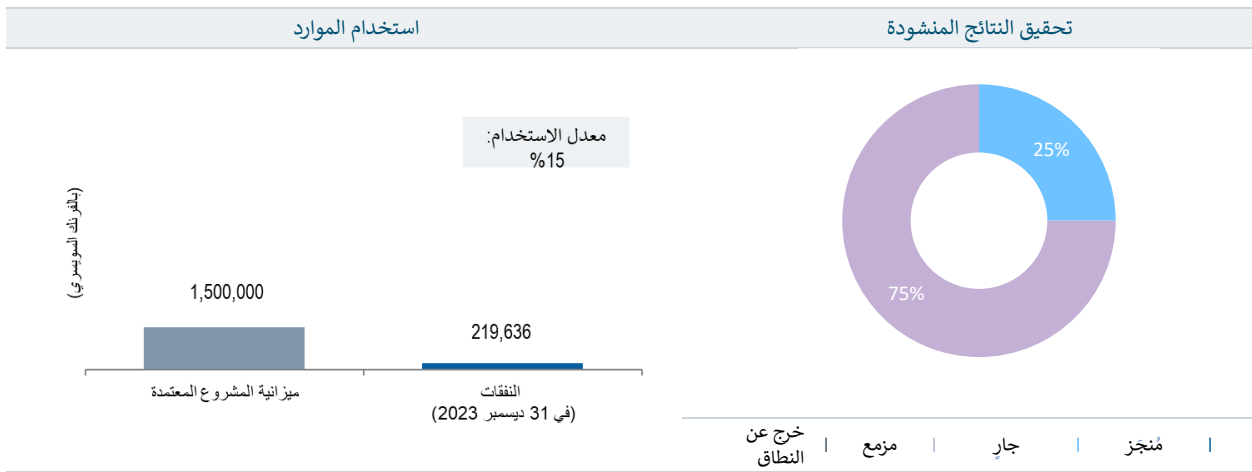 تحقيق النتائج المنشودة
25%
75%
مُنجَز
جارٍ
مزمع
خرج عن
النطاق
استخدام الموارد
معدل الاستخدام:
%15
(بالفرنك السويسري)
1,500,000
219,636
ميزانية المشروع المعتمدة
النفقات
(في 31 ديسمبر 2023)